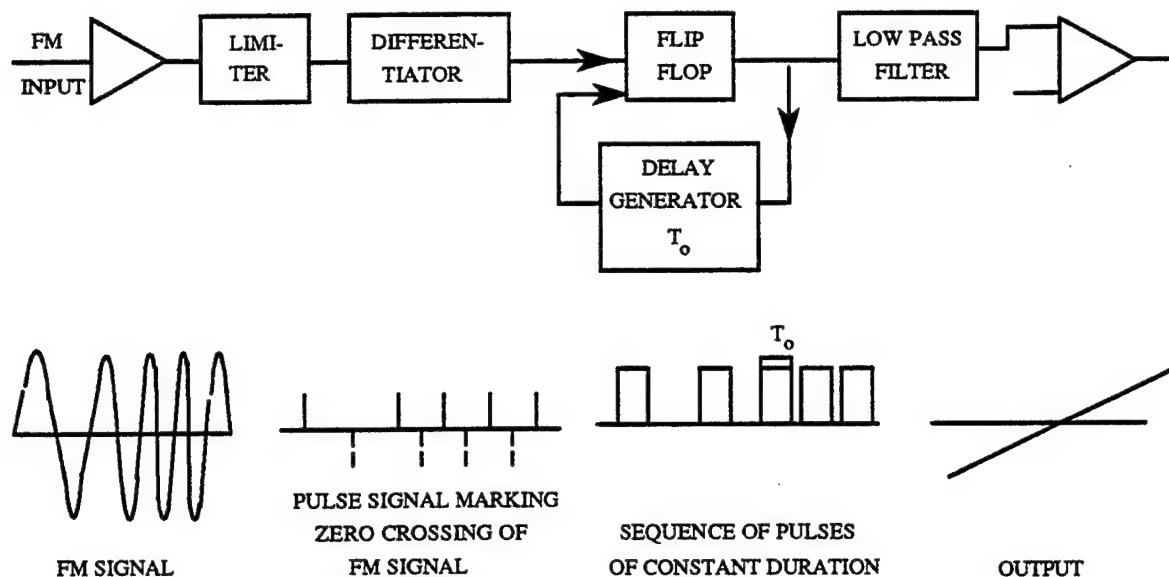 FM
INPUT
LIMI-
TER
DIFFEREN-
TIATOR
FLIP
FLOP
LOW PASS
FILTER
DELAY
GENERATOR
To
To
PULSE SIGNAL MARKING
ZERO CROSSING OF
FM SIGNAL
SEQUENCE OF PULSES
OF CONSTANT DURATION
FM SIGNAL
OUTPUT